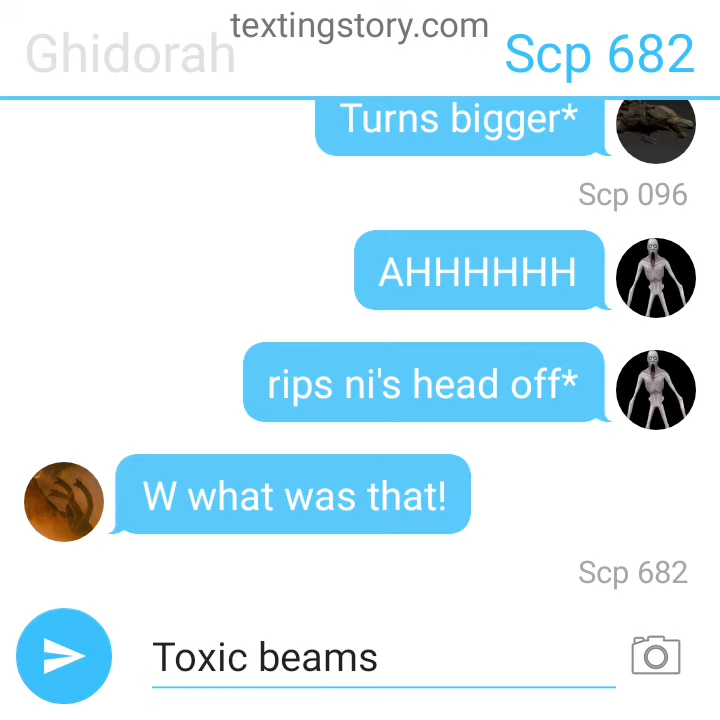 textingstory.com
Ghidorah
Scp 682
Turns bigger*
Scp 096
AHHHHHH
rips ni's head off*
W what was that!
Scp 682
Toxic beams